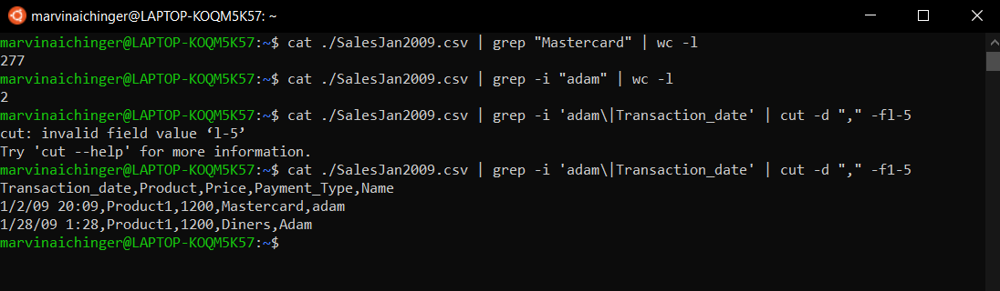 marvinaichinger@LAPTOP-KOQM5K57: ~
marvinaichinger@LAPTOP-KOQM5K57:~$ cat ./SalesJan2009.csv | grep "Mastercard" | wc -l
277
marvinaichinger@LAPTOP-KOQM5K57:~$ cat ./SalesJan2009.csv | grep -i "adam" | wc -l
2
marvinaichinger@LAPTOP-KOQM5K57:~$ cat ./SalesJan2009.csv | grep -i 'adam\|Transaction_date' | cut -d "," -fl-5
cut: invalid field value ‘l-5’
Try 'cut --help' for more information.
marvinaichinger@LAPTOP-KOQM5K57:~$ cat ./SalesJan2009.csv | grep -i 'adam\|Transaction_date' | cut -d "," -f1-5
Transaction_date,Product,Price,Payment_Type,Name
1/2/09 20:09,Product1,1200,Mastercard,adam
1/28/09 1:28,Product1,1200,Diners,Adam
marvinaichinger@LAPTOP-KOQM5K57:~$